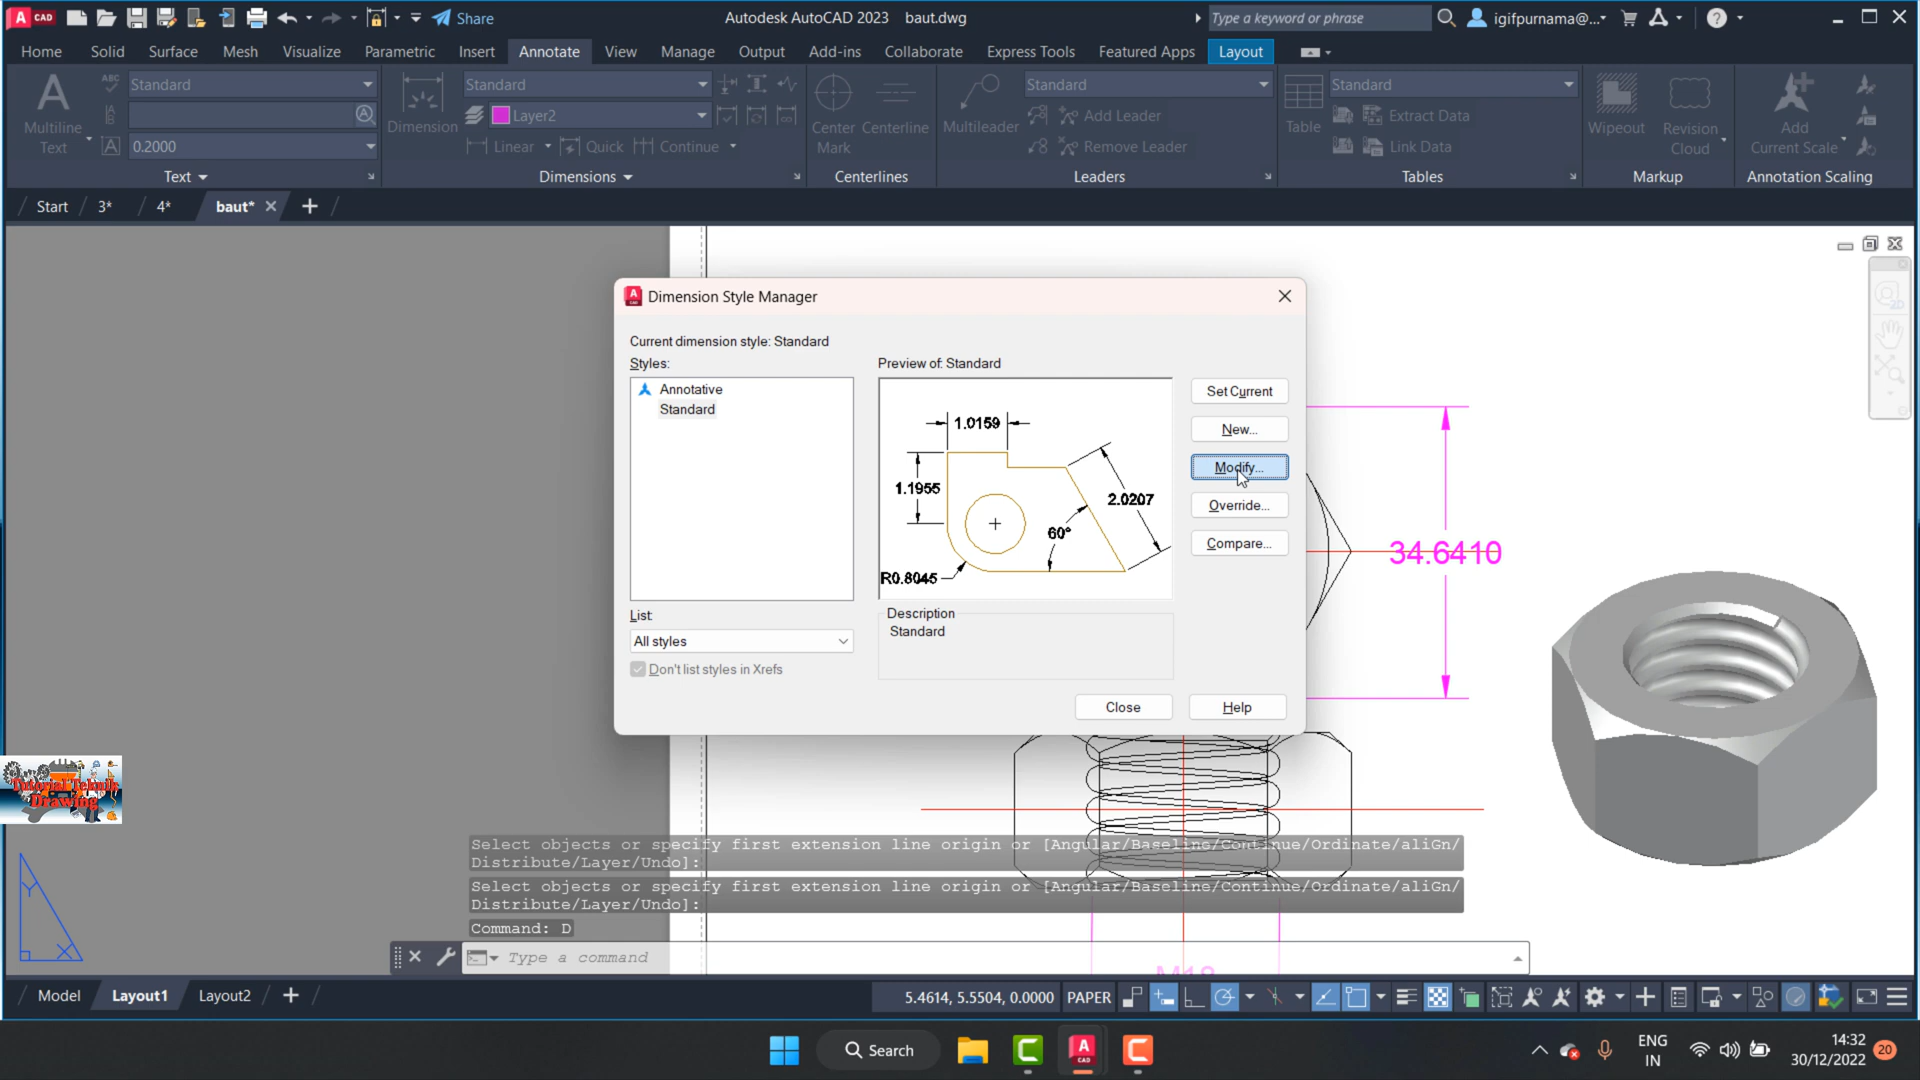 CAD
Share
Autodesk AutoCAD 2023 baut.dwg
Type a keyword or phrase
igifpurnama@...
Home Solid Surface Mesh Visualize Parametric Insert Annotate View Manage Output Add-ins Collaborate Express Tools Featured Apps Layout
Multiline
Text
ABC
Standard
A
0.2000
Text
Dimension
Standard
Layer2
Linear Quick Continue
Dimensions
Center
Mark
Centerline
Centerlines
Multileader
Standard
Add Leader
Remove Leader
Leaders
Table
Standard
Extract Data
Link Data
Tables
Wipeout
Revision
Cloud
Markup
Add
Current Scale
Annotation Scaling
Start 3* 4* baut*
Dimension Style Manager
Current dimension style: Standard
Styles:
Annotative
Standard
List:
All styles
Don't list styles in Xrefs
Preview of: Standard
1.0159
1.1955
2.0207
60°
R0.8045
Description
Standard
Set Current
New...
Modify...
Override...
Compare...
Close
Help
34.6410
2D
Tutorial Teknik
Drawing
Y
X
Select objects or specify first extension line origin or [Angular/Baseline/Continue/Ordinate/aliGn/
Distribute/Layer/Undo]:
Select objects or specify first extension line origin or [Angular/Baseline/Continue/Ordinate/aliGn/
Distribute/Layer/Undo]:
Command: D
Type a command
M18
Model Layout1 Layout2
5.4614, 5.5504, 0.0000 PAPER
Search
A
CAD
ENG
IN
14:32
30/12/2022
20